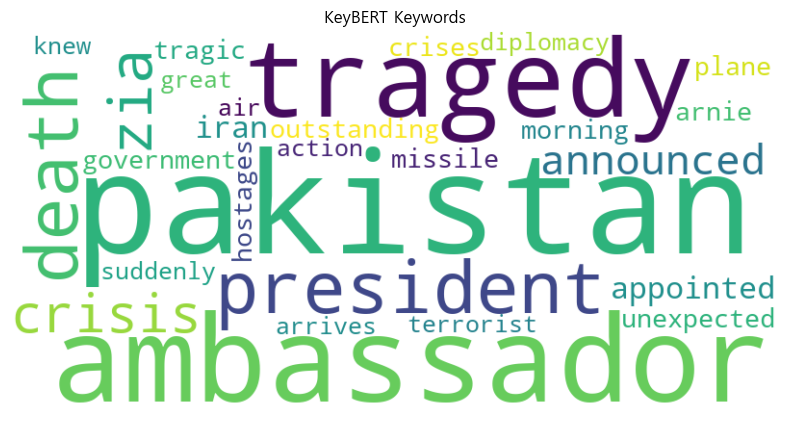 KeyBERT Keywords
knew
tragic
great
zia
tragedy
crises
diplomacy
plane
arnie
air
iran
outstanding
morning
death
government
hostages
action
missile
announced
pakistan
suddenly
president
appointed
crisis
arrives
terrorist
unexpected
ambassador